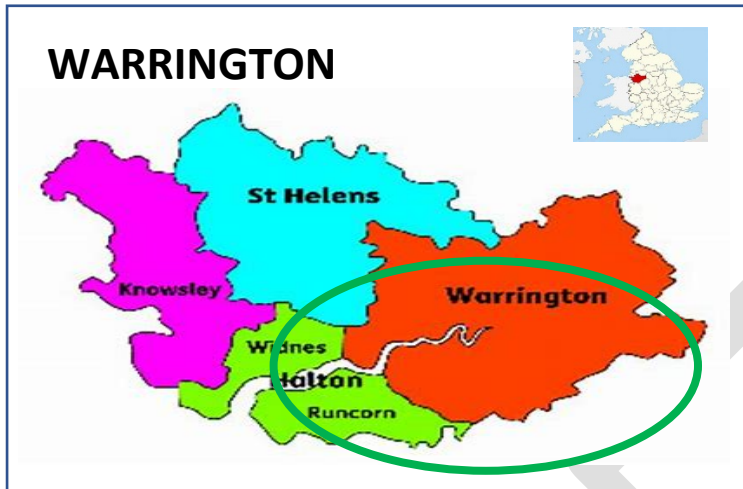 WARRINGTON
St Helens
Knowsley
Warrington
Widnes
Halton
Runcorn